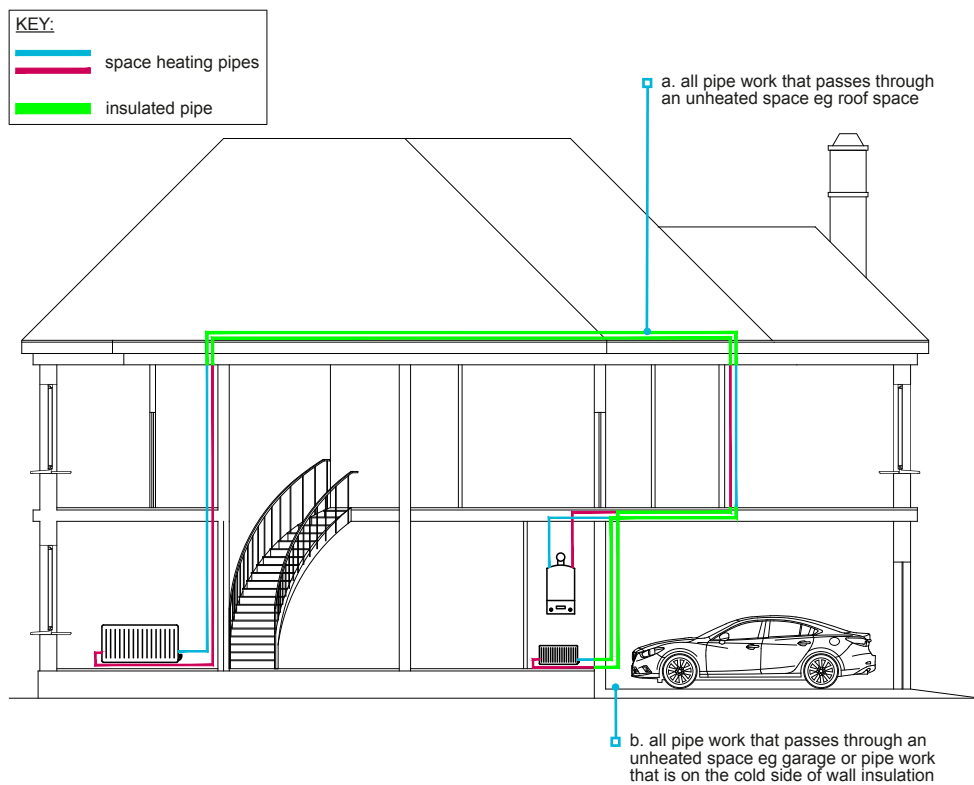 KEY:
space heating pipes
insulated pipe
a. all pipe work that passes through
an unheated space eg roof space
b. all pipe work that passes through an
unheated space eg garage or pipe work
that is on the cold side of wall insulation